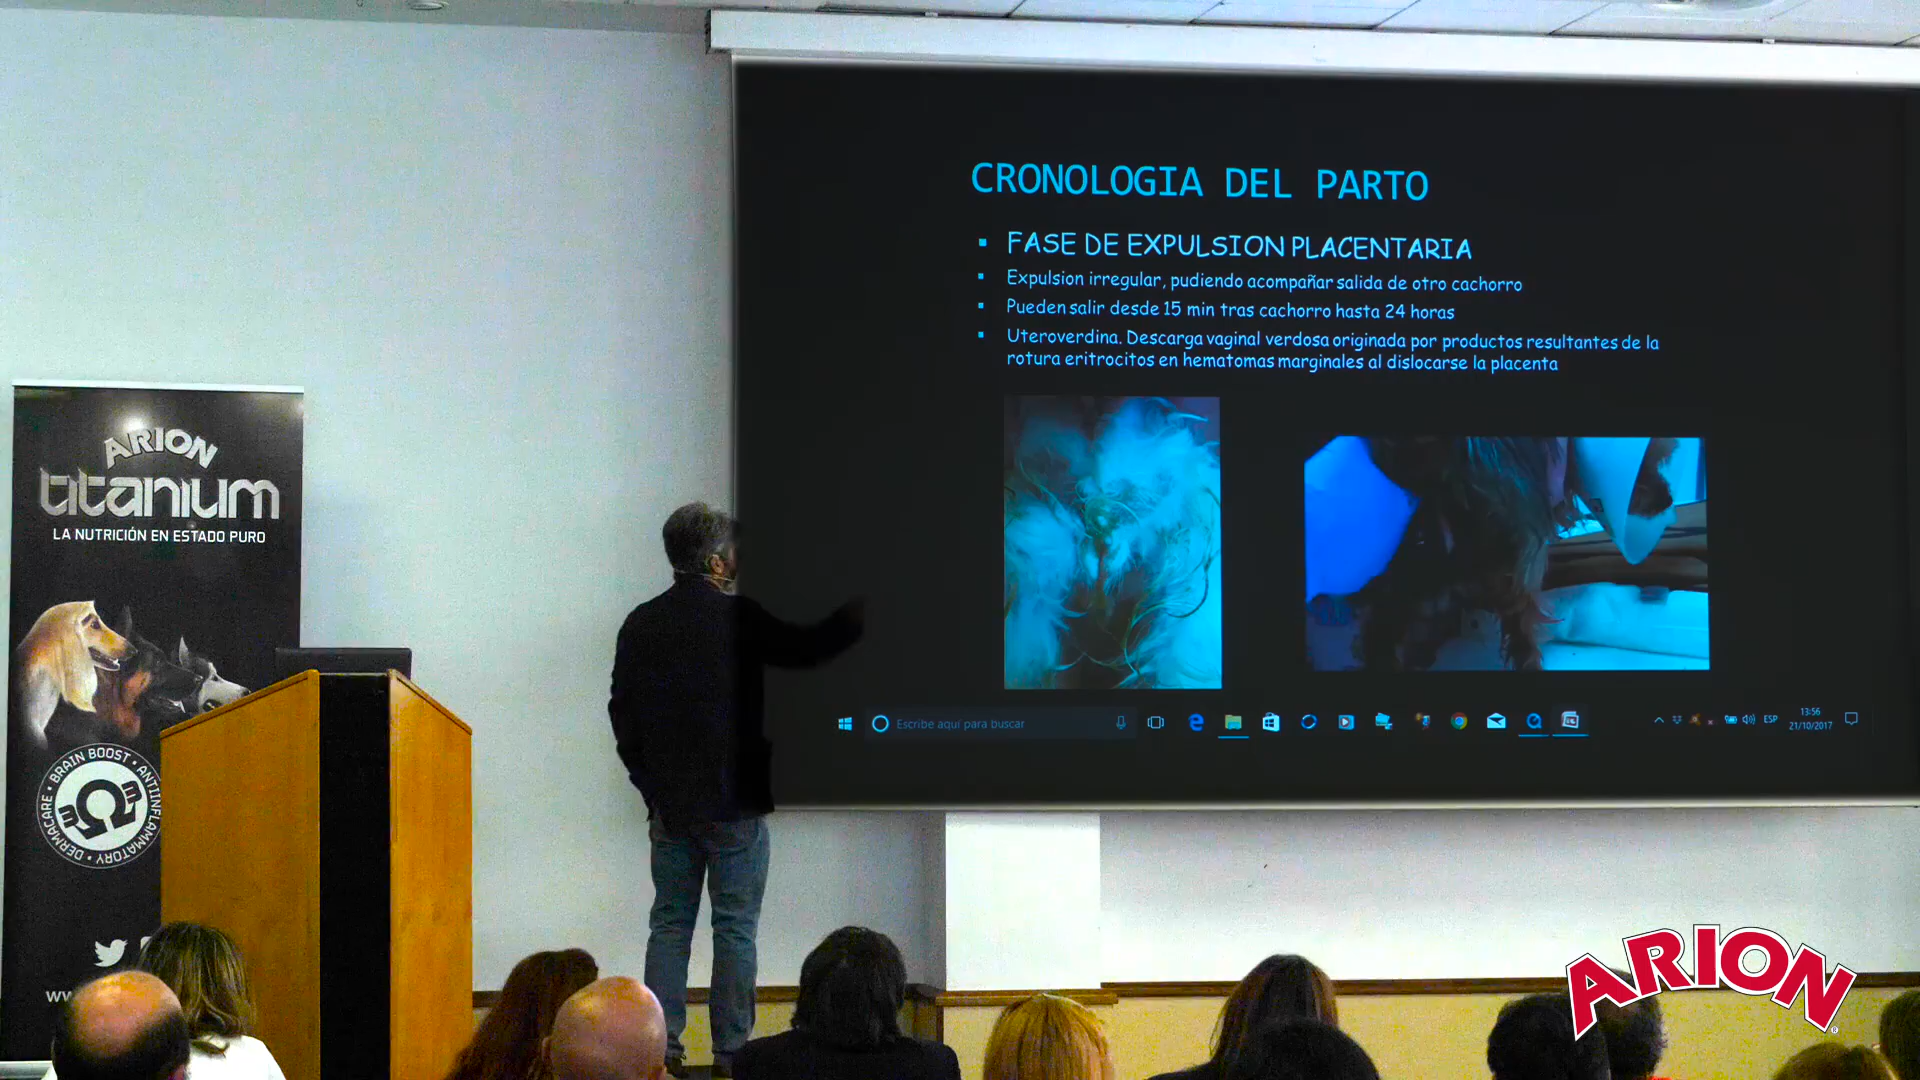 CRONOLOGIA DEL PARTO
FASE DE EXPULSION PLACENTARIA
Expulsion irregular, pudiendo acompañar salida de otro cachorro
Pueden salir desde 15 min tras cachorro hasta 24 horas
Uteroverdina. Descarga vaginal verdosa originada por productos resultantes de la
rotura eritrocitos en hematomas marginales al dislocarse la placenta
Escribe aquí para buscar
ESP
13:56
21/10/2017
ARION
titanium
LA NUTRICIÓN EN ESTADO PURO
BRAIN BOOST • ANTIINFLAMMATORY • DERMACARE •
ARION